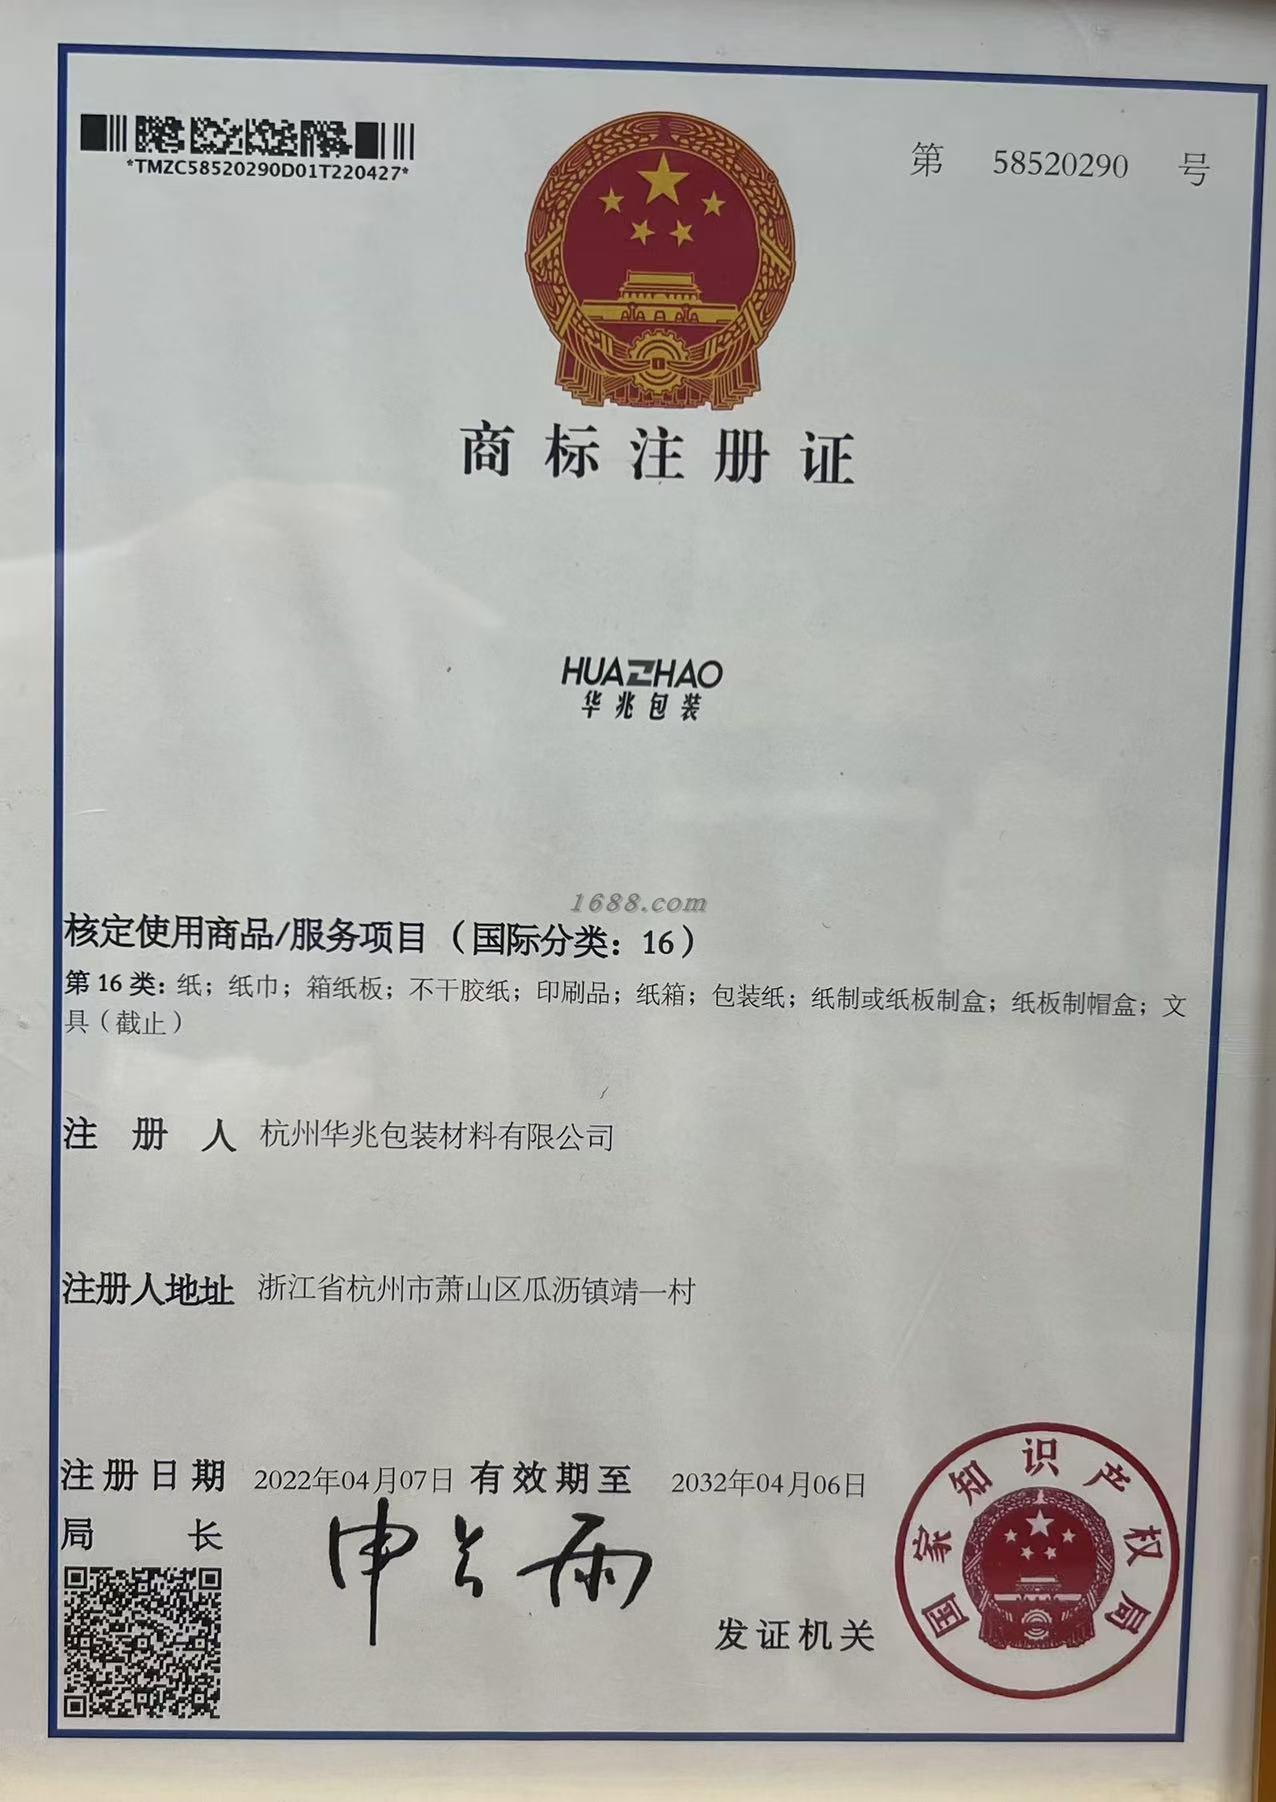 *TMZC58520290D01T220427*
第 58520290 号
商标注册证
HUAZHAO
华兆包装
1688.com
核定使用商品/服务项目（国际分类：16）
第 16 类：纸；纸巾；箱纸板；不干胶纸；印刷品；纸箱；包装纸；纸制或纸板制盒；纸板制帽盒；文
具（截止）
注册人 杭州华兆包装材料有限公司
注册人地址 浙江省杭州市萧山区瓜沥镇靖一村
注册日期 2022年04月07日 有效期至 2032年04月06日
局长 申长雨
发证机关
国家知识产权局